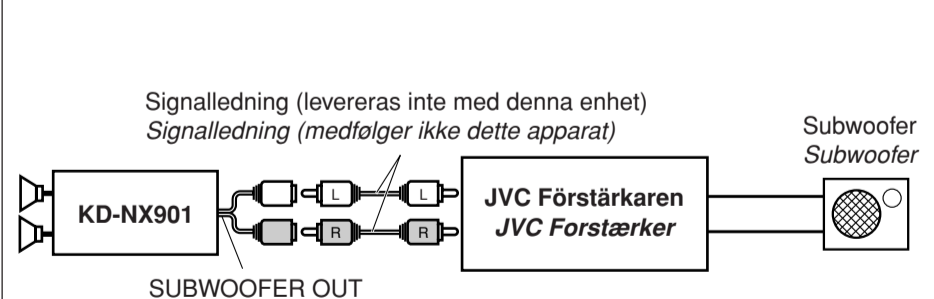 Signalledning (levereras inte med denna enhet)
Signalledning (medfølger ikke dette apparat)
Subwoofer
Subwoofer
KD-NX901
L
L
R
R
JVC Förstärkaren
JVC Forstærker
SUBWOOFER OUT